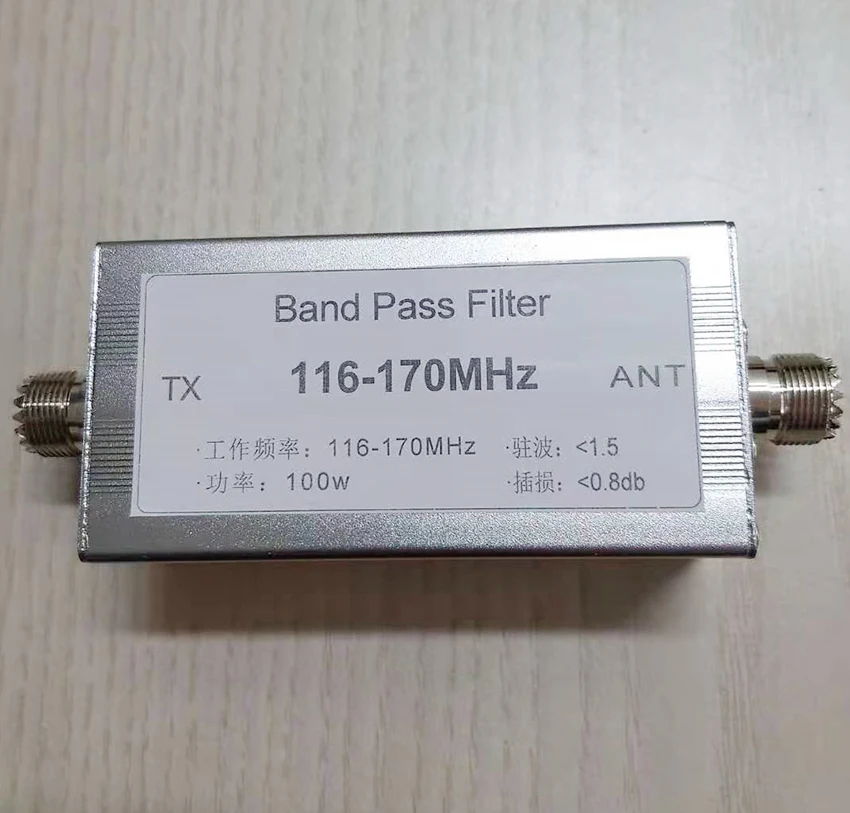 Band Pass Filter
TX 116-170MHz ANT
·工作频率：116-170MHz ·驻波：<1.5
·功率：100w ·插损：<0.8db